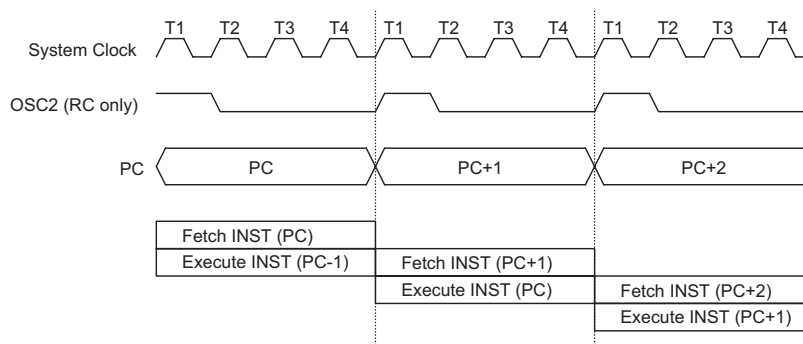 T1 T2 T3 T4 T1 T2 T3 T4 T1 T2 T3 T4
System Clock
OSC2 (RC only)
PC PC PC+1 PC+2
Fetch INST (PC)
Execute INST (PC-1) Fetch INST (PC+1)
Execute INST (PC) Fetch INST (PC+2)
Execute INST (PC+1)